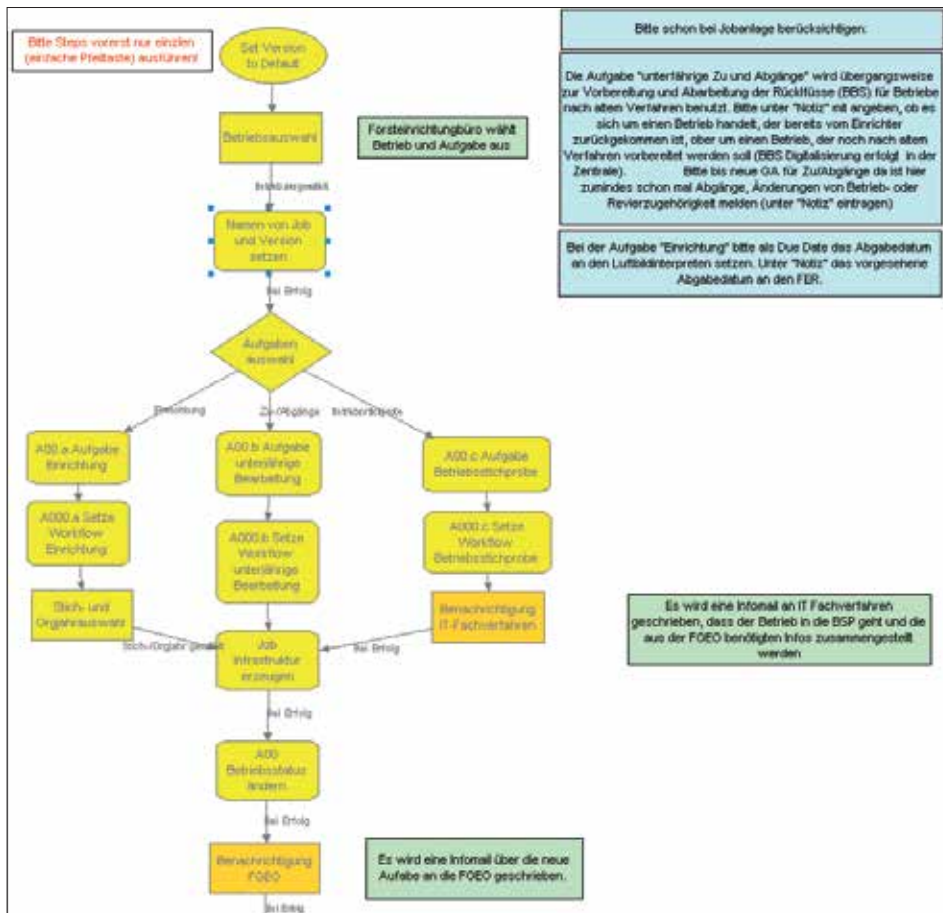 Bitte Steps vorerst nur einzlen
(einfache Pfeiltaste) ausführen!
Set Version
to Default
Betriebsauswahl
Forsteinrichtungbüro wählt
Betrieb und Aufgabe aus
Betrieb ausgewählt
Namen von Job
und Version
setzen
Bei Erfolg
Aufgaben
auswahl
Einrichtung
Zu-/Abgänge
Betriebsstichprobe
A00.a Aufgabe
Einrichtung
A00.b Aufgabe
unterjährige
Bearbeitung
A00.c Aufgabe
Betriebsstichprobe
A000.a Setze
Workflow
Einrichtung
A000.b Setze
Workflow
unterjährige
Bearbeitung
A000.c Setze
Workflow
Betriebsstichprobe
Stich- und
Orgjahrauswahl
Benachrichtigung
IT-Fachverfahren
Stich-/Orgjahr
Bei Erfolg
Job
Infrastruktur
erzeugen
Bei Erfolg
A00
Betriebsstatus
ändern
Bei Erfolg
Benachrichtigung
FOEO
Bei Erfolg
Bitte schon bei Jobanlage berücksichtigen:
Die Aufgabe "unterfährige Zu und Abgänge" wird übergangsweise
zur Vorbereitung und Abarbeitung der Rückflüsse (BBS) für Betriebe
nach altem Verfahren benutzt. Bitte unter "Notiz" mit angeben, ob es
sich um einen Betrieb handelt, der bereits vom Einrichter
zurückgekommen ist, ober um einen Betrieb, der noch nach altem
Verfahren vorbereitet werden soll (BBS Digitalisierung erfolgt in der
Zentrale). Bitte bis neue GA für Zu/Abgänge da ist hier
zumindes schon mal Abgänge, Änderungen von Betrieb- oder
Revierzugehörigkeit melden (unter "Notiz" eintragen)
Bei der Aufgabe "Einrichtung" bitte als Due Date das Abgabedatum
an den Luftbildinterpreten setzen. Unter "Notiz" das vorgesehene
Abgabedatum an den FER.
Es wird eine Infomail an IT Fachverfahren
geschrieben, dass der Betrieb in die BSP geht und die
aus der FOEO benötigten Infos zusammengestellt
werden
Es wird eine Infomail über die neue
Aufabe an die FOEO geschrieben.